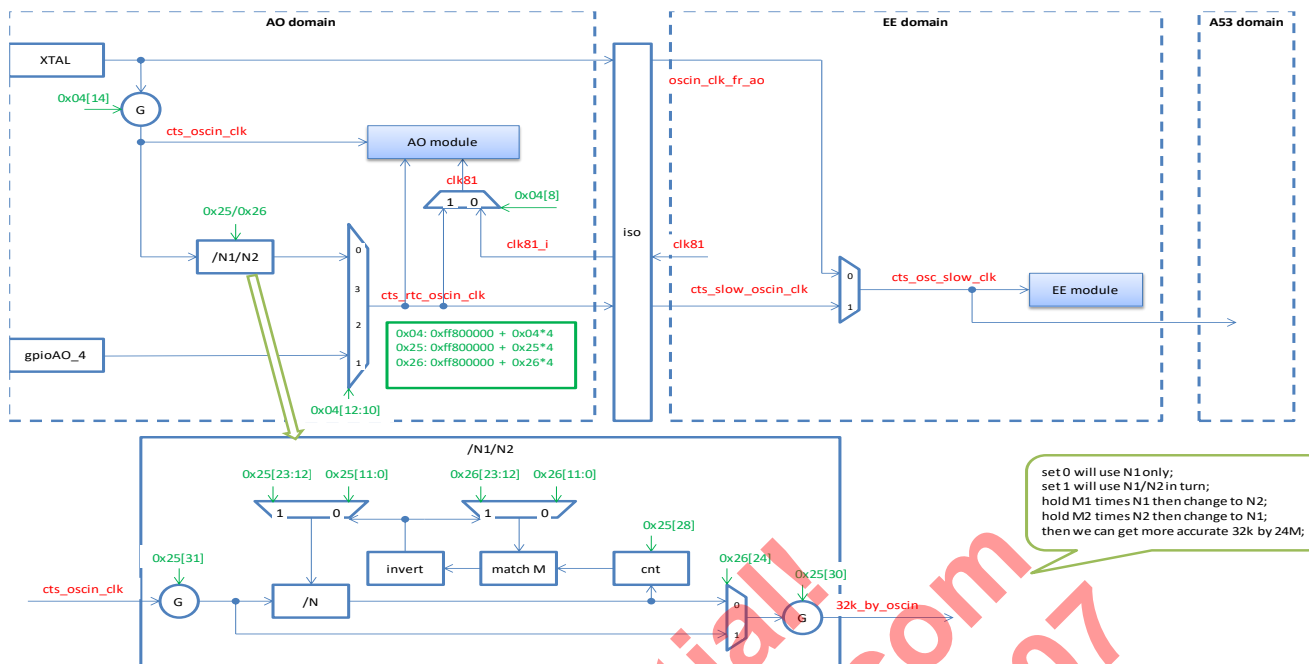 AO domain
EE domain
A53 domain
XTAL
oscin_clk_fr_ao
0x04[14]
G
cts_oscin_clk
AO module
clk81
0x04[8]
1 0
0x25/0x26
iso
clk81_i
clk81
/N1/N2
0
0
3
cts_rtc_oscin_clk
cts_slow_oscin_clk
cts_osc_slow_clk
EE module
1
2
0x04: 0xff800000 + 0x04*4
0x25: 0xff800000 + 0x25*4
0x26: 0xff800000 + 0x26*4
gpioAO_4
1
0x04[12:10]
/N1/N2
0x25[23:12]
0x25[11:0]
0x26[23:12]
0x26[11:0]
set 0 will use N1 only;
set 1 will use N1/N2 in turn;
hold M1 times N1 then change to N2;
hold M2 times N2 then change to N1;
then we can get more accurate 32k by 24M;
1 0
1 0
0x25[28]
0x25[31]
invert
match M
cnt
0x26[24]
0x25[30]
cts_oscin_clk
G
/N
0
G
32k_by_oscin
1
tial!
com
07